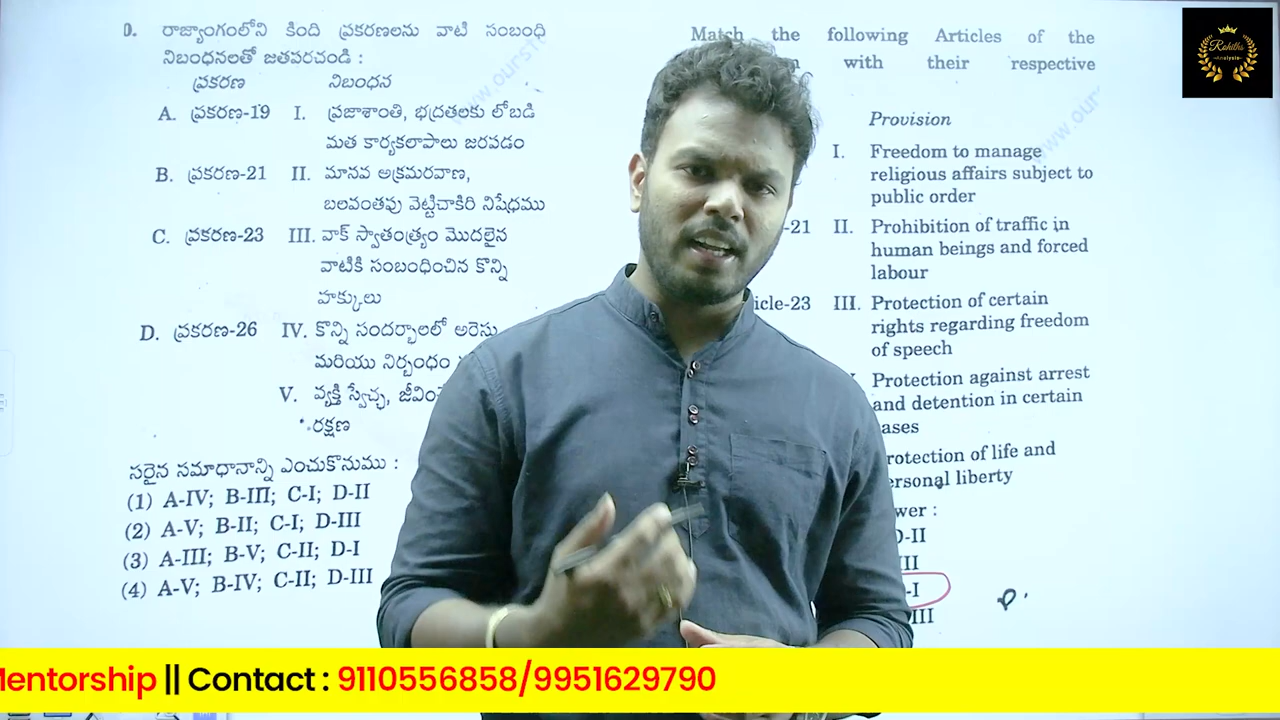 రాజ్యాంగంలోని కింది ప్రకరణలను వాటి సంబంధి
నిబంధనలతో జతపరచండి :
ప్రకరణ నిబంధన
A. ప్రకరణ-19 I. ప్రజాశాంతి, భద్రతలకు లోబడి
మత కార్యకలాపాలు జరపడం
B. ప్రకరణ-21 II. మానవ అక్రమరవాణ,
బలవంతవు వెట్టిచాకిరి నిషేధము
C. ప్రకరణ-23 III. వాక్ స్వాతంత్ర్యం మొదలైన
వాటికి సంబంధించిన కొన్ని
హక్కులు
D. ప్రకరణ-26 IV. కొన్ని సందర్భాలలో అరెస్టు
మరియు నిర్బంధం
V. వ్యక్తి స్వేచ్ఛ,
రక్షణ
సరైన సమాధానాన్ని ఎంచుకొనుము :
(1) A-IV; B-III; C-I; D-II
(2) A-V; B-II; C-I; D-III
(3) A-III; B-V; C-II; D-I
(4) A-V; B-IV; C-II; D-III
Match the following Articles of the
with their respective
Provision
I. Freedom to manage
religious affairs subject to
public order
-21 II. Prohibition of traffic in
human beings and forced
labour
icle-23 III. Protection of certain
rights regarding freedom
of speech
Protection against arrest
and detention in certain
ases
rotection of life and
ersonal liberty
wer :
D-II
III
-I
III
Rohiths
Analysis
Mentorship || Contact : 9110556858/9951629790